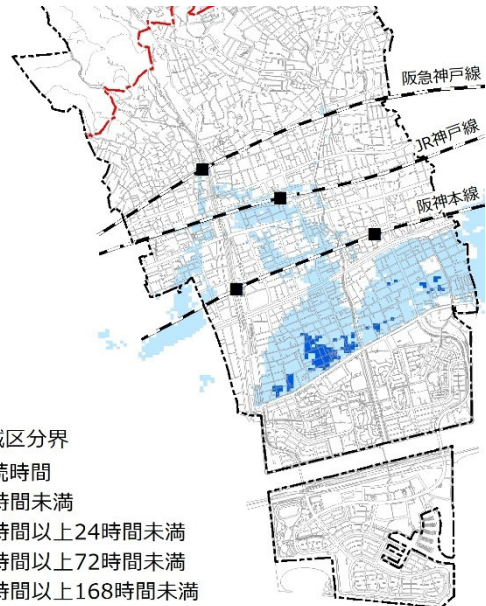 阪急神戸線
JR神戸線
阪神本線
区分界
続時間
時間未満
時間以上24時間未満
時間以上72時間未満
時間以上168時間未満